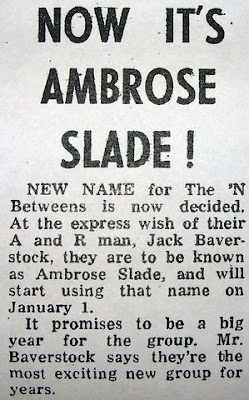 NOW IT'S
AMBROSE
SLADE!
NEW NAME for The 'N
Betweens is now decided.
At the express wish of their
A and R man, Jack Baver-
stock, they are to be known
as Ambrose Slade, and will
start using that name on
January 1.
It promises to be a big
year for the group. Mr.
Baverstock says they're the
most exciting new group for
years.